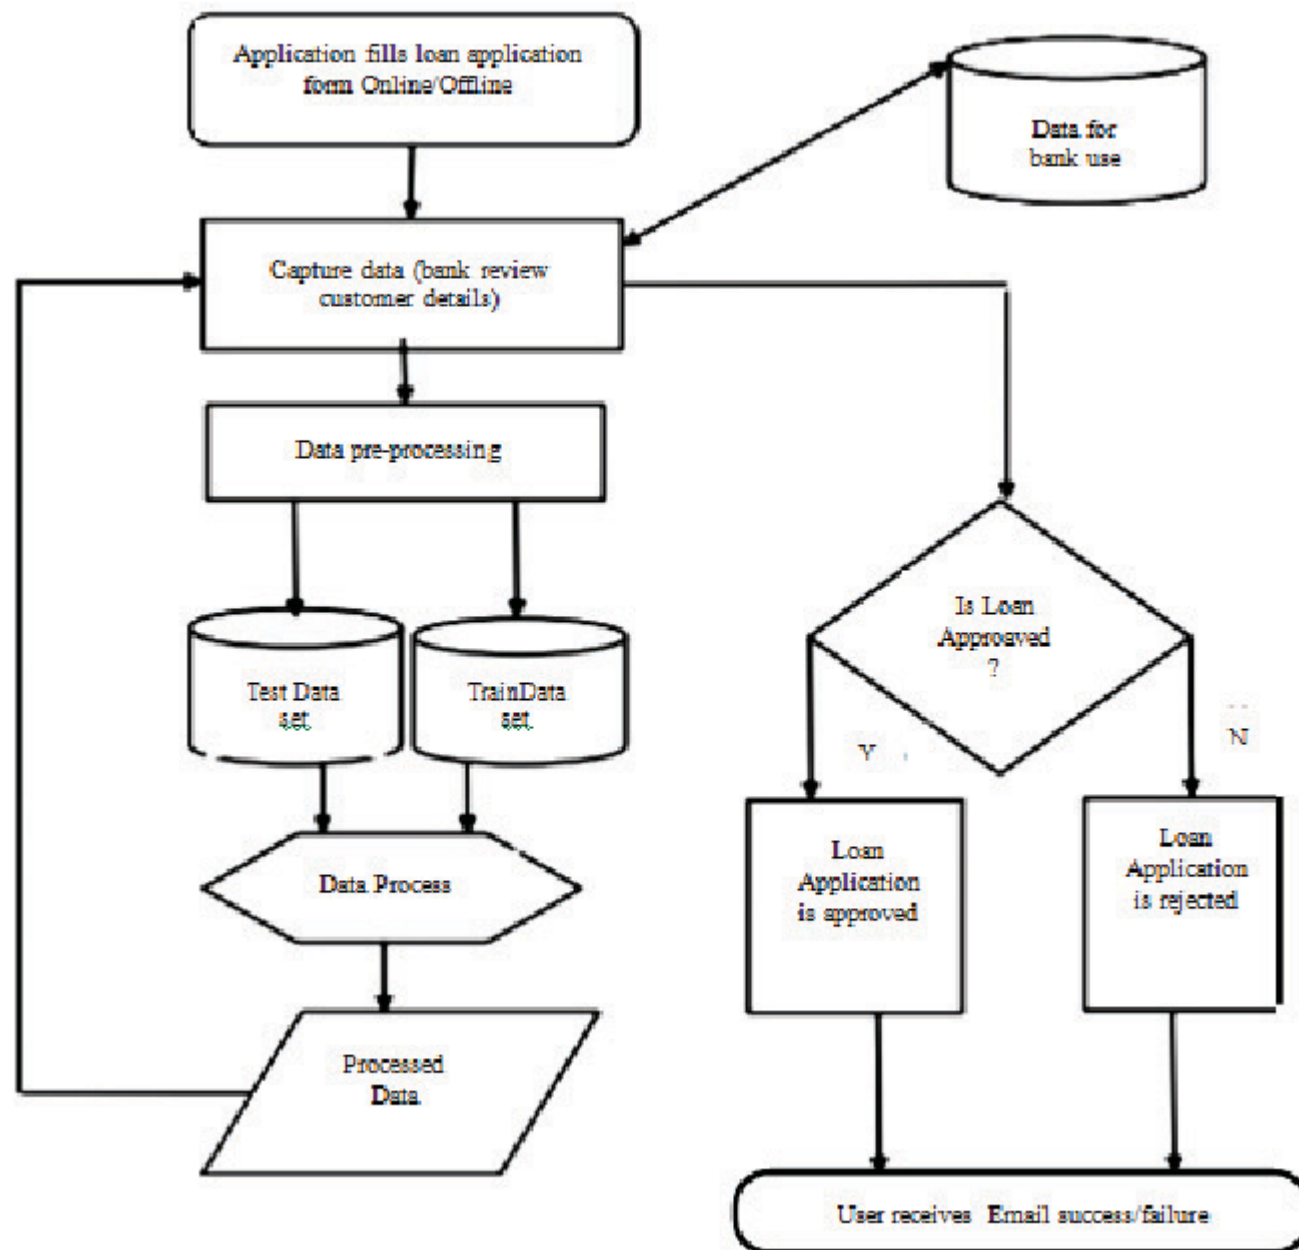 Application fills loan application
form Online/Offline
Data for
bank use
Capture data (bank review
customer details)
Data pre-processing
Is Loan
Approaved
?
Test Data
set
TrainData
set
Y
N
Loan
Application
is approved
Loan
Application
is rejected
Data Process
Processed
Data
User receives Email success/failure